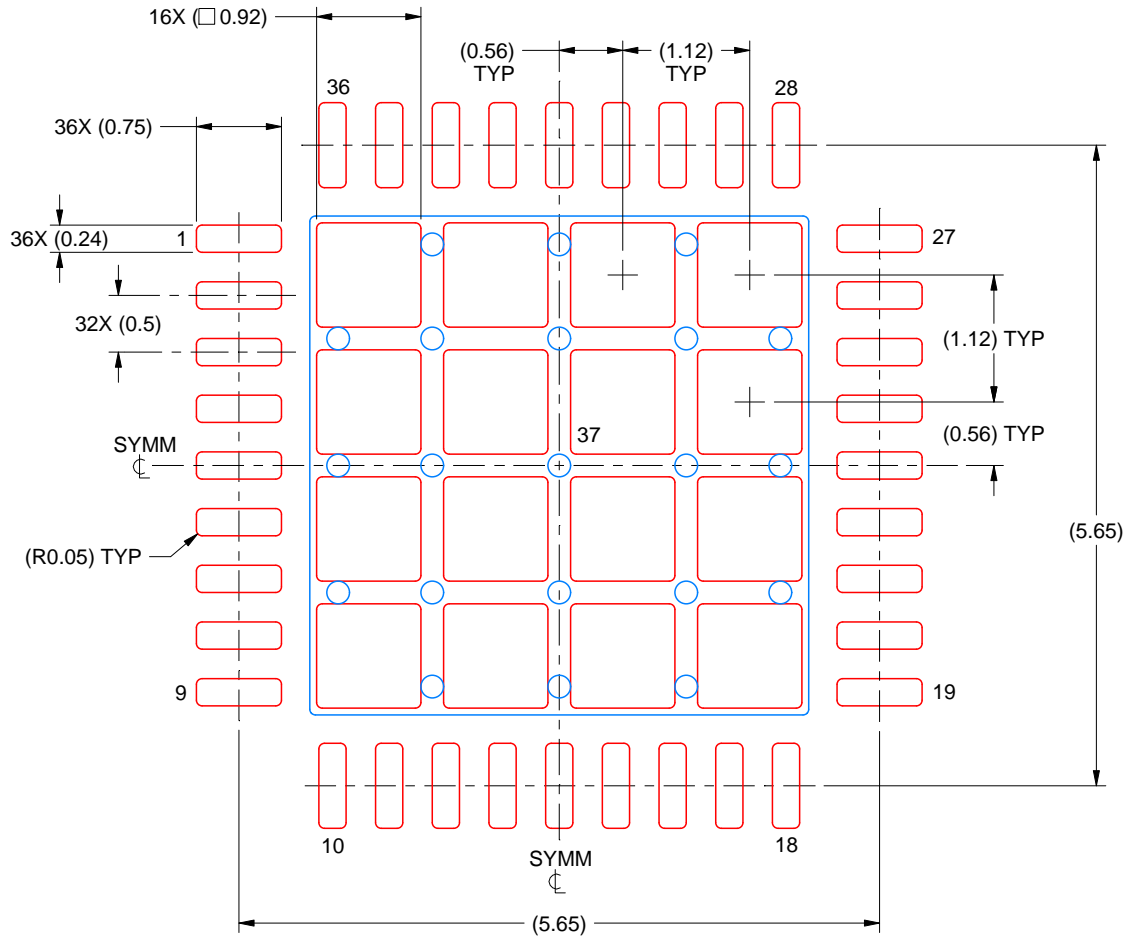 16X (□ 0.92)
(0.56)
TYP
(1.12)
TYP
36
28
36X (0.75)
36X (0.24)
1
27
32X (0.5)
(1.12) TYP
37
(0.56) TYP
SYMM
℄
(5.65)
(R0.05) TYP
9
19
10
18
SYMM
℄
(5.65)